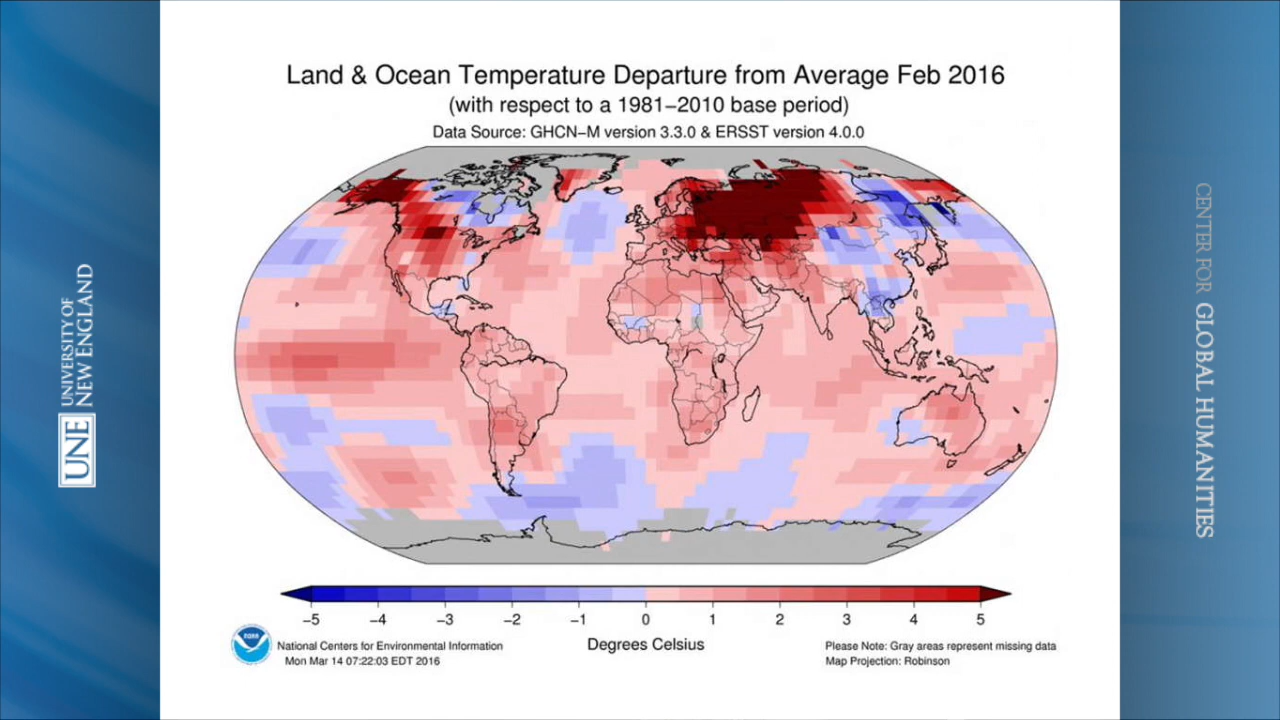 Land & Ocean Temperature Departure from Average Feb 2016
(with respect to a 1981−2010 base period)
Data Source: GHCN−M version 3.3.0 & ERSST version 4.0.0
−5 −4 −3 −2 −1 0 1 2 3 4 5
Degrees Celsius
National Centers for Environmental Information
Mon Mar 14 07:22:03 EDT 2016
Please Note: Gray areas represent missing data
Map Projection: Robinson
UNE
UNIVERSITY OF
NEW ENGLAND
CENTER FOR GLOBAL HUMANITIES